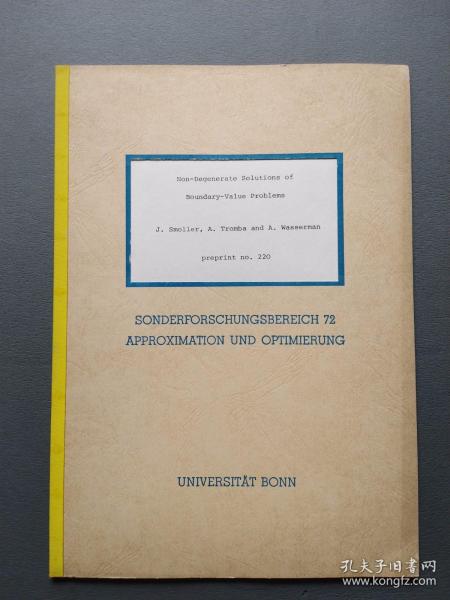 Non-Degenerate Solutions of
Boundary-Value Problems
J. Smoller, A. Tromba and A. Wasserman
preprint no. 220
SONDERFORSCHUNGSBEREICH 72
APPROXIMATION UND OPTIMIERUNG
UNIVERSITÄT BONN
孔夫子旧书网
www.kongfz.com